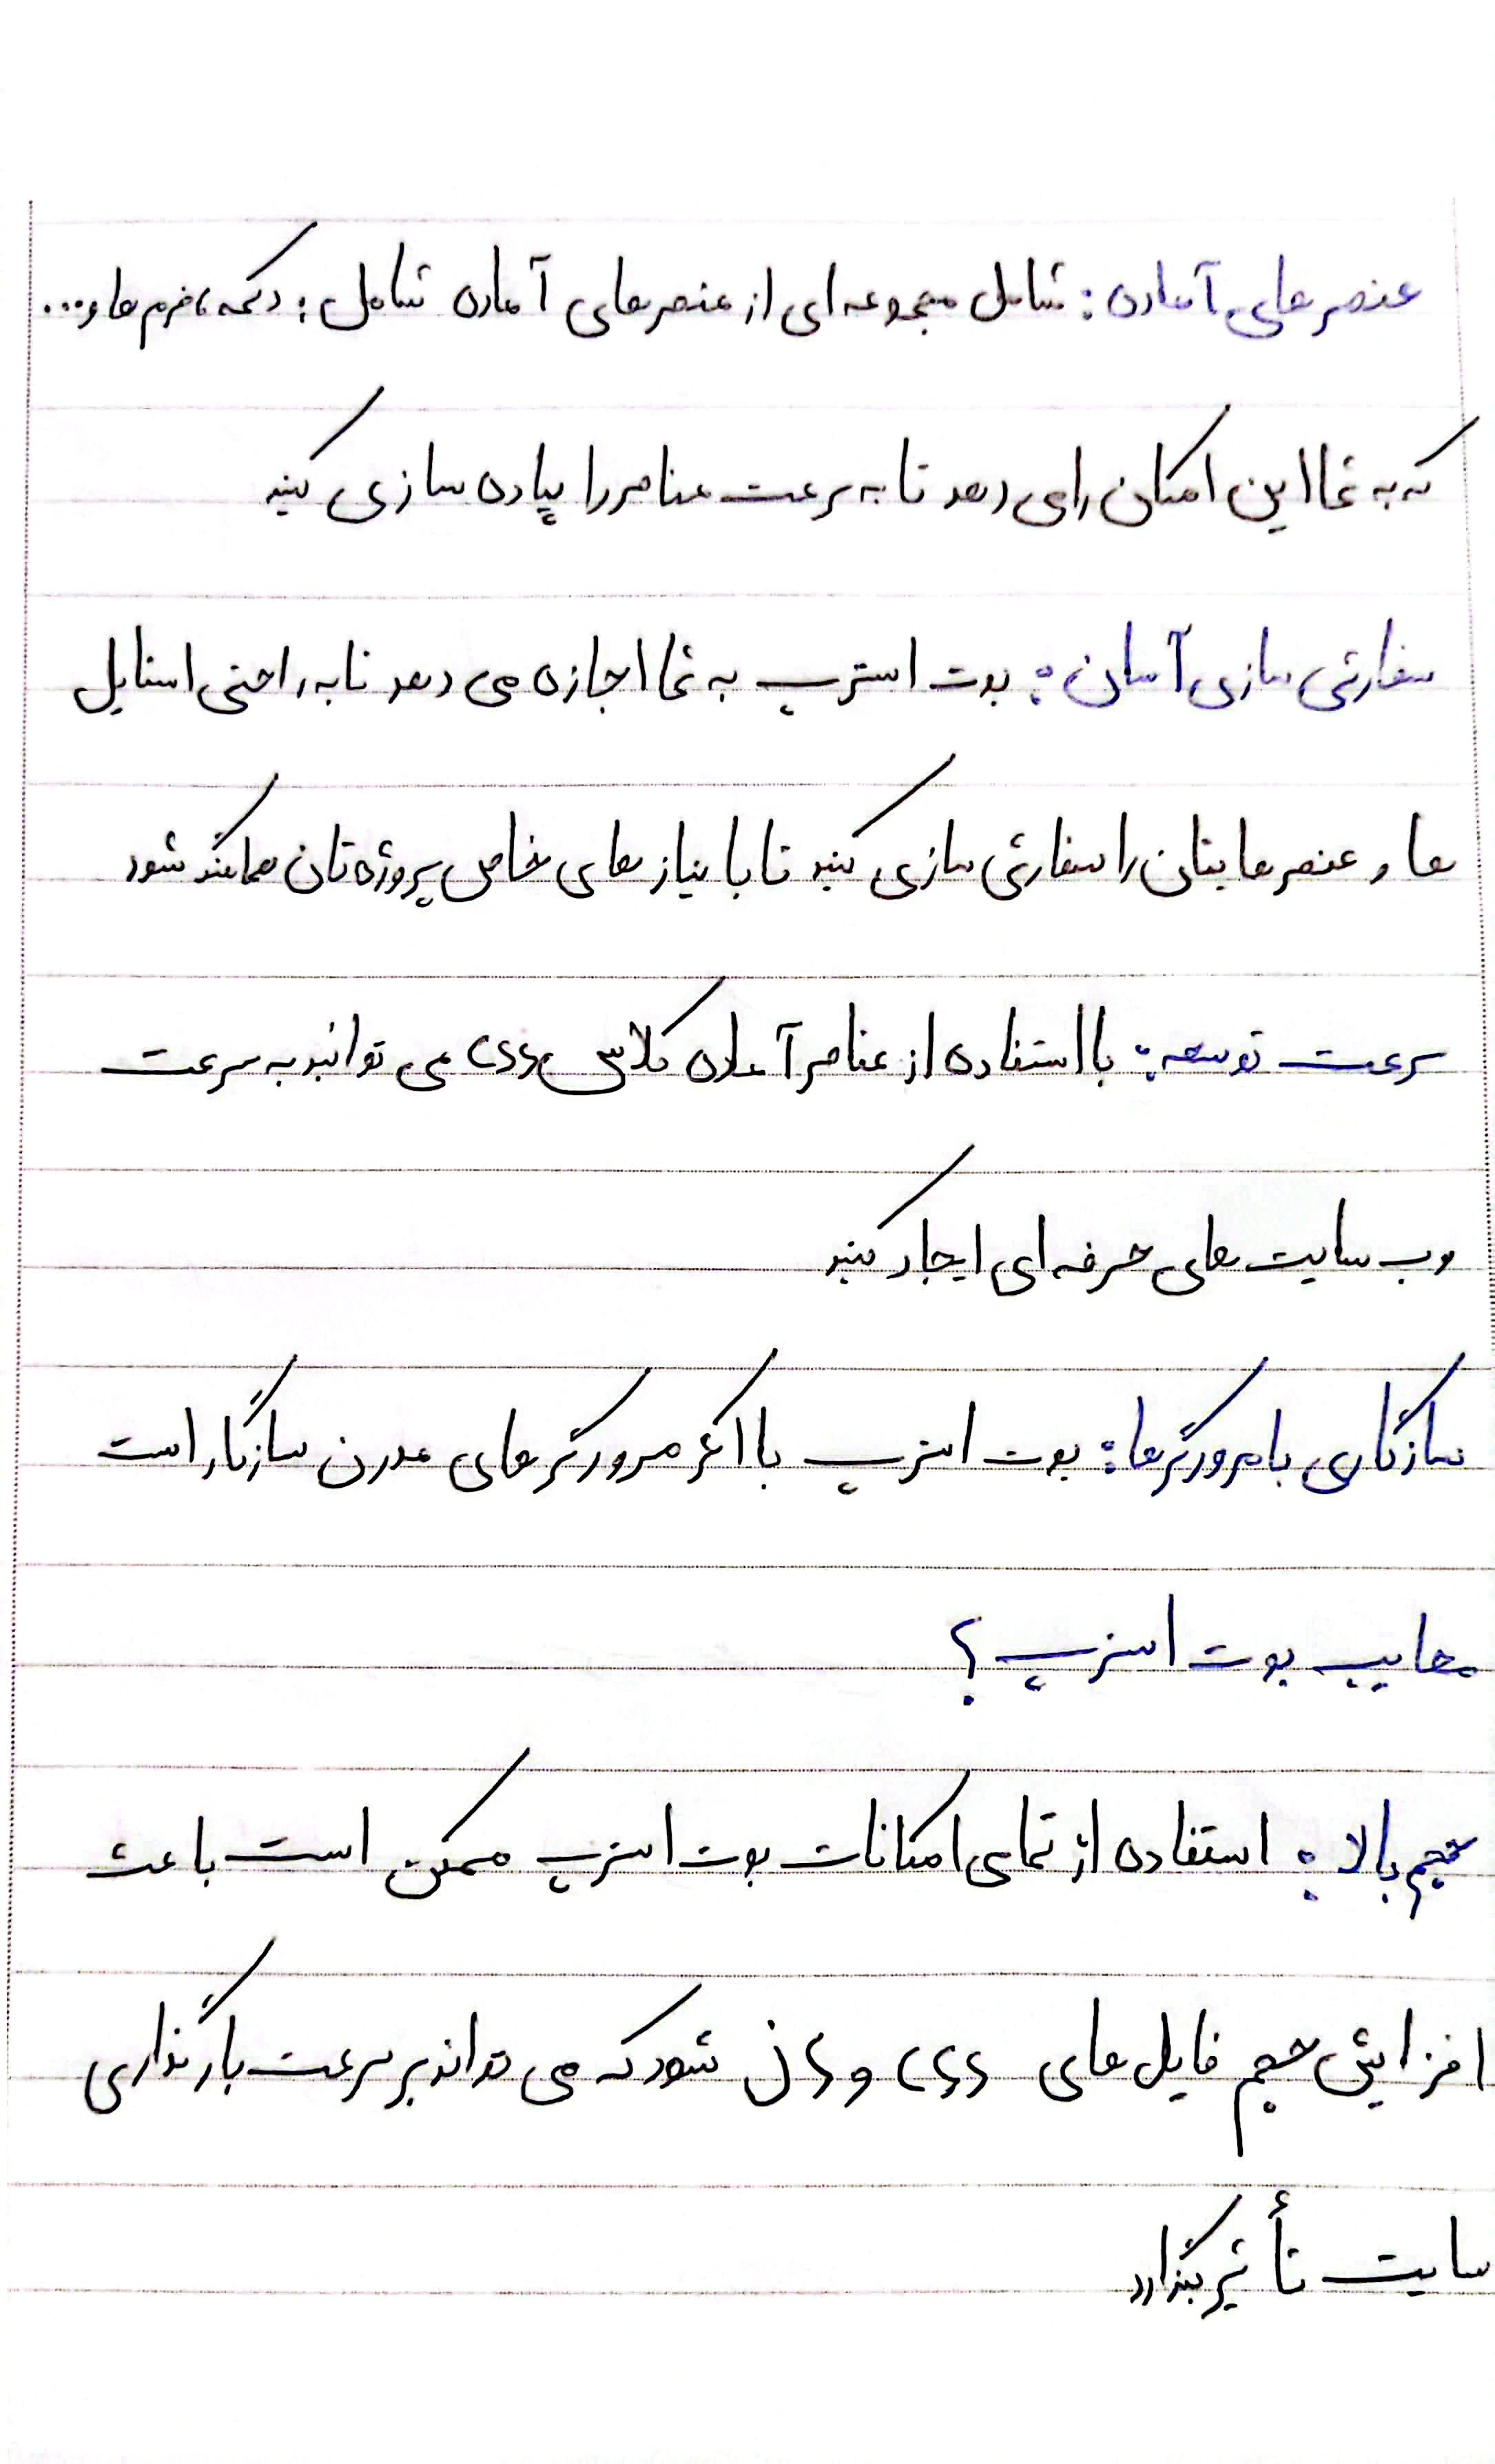 عنصرهای آماده : شامل مجموعه ای از عنصرهای آماده شامل : دکمه ، فرم ها و ...
که به شما این امکان را می دهد تا به سرعت عناصر را پیاده سازی کنید
سفارشی سازی آسان : بوت استرپ به شما اجازه می دهد تا به راحتی استایل
ها و عنصرهایتان را سفارشی سازی کنید تا با نیازهای خاص پروژه تان هماهنگ شود
سرعت توسعه : با استفاده از عناصر آماده کلاس css می توانید به سرعت
وب سایت های حرفه ای ایجاد کنید
سازگاری با مرورگرها : بوت استرپ با اکثر مرورگرهای مدرن سازگار است
معایب بوت استرپ ؟
حجم بالا : استفاده از تمامی امکانات بوت استرپ ممکن است باعث
افزایش حجم فایل های css و js شود که می تواند بر سرعت بارگذاری
سایت تأثیر بگذارد